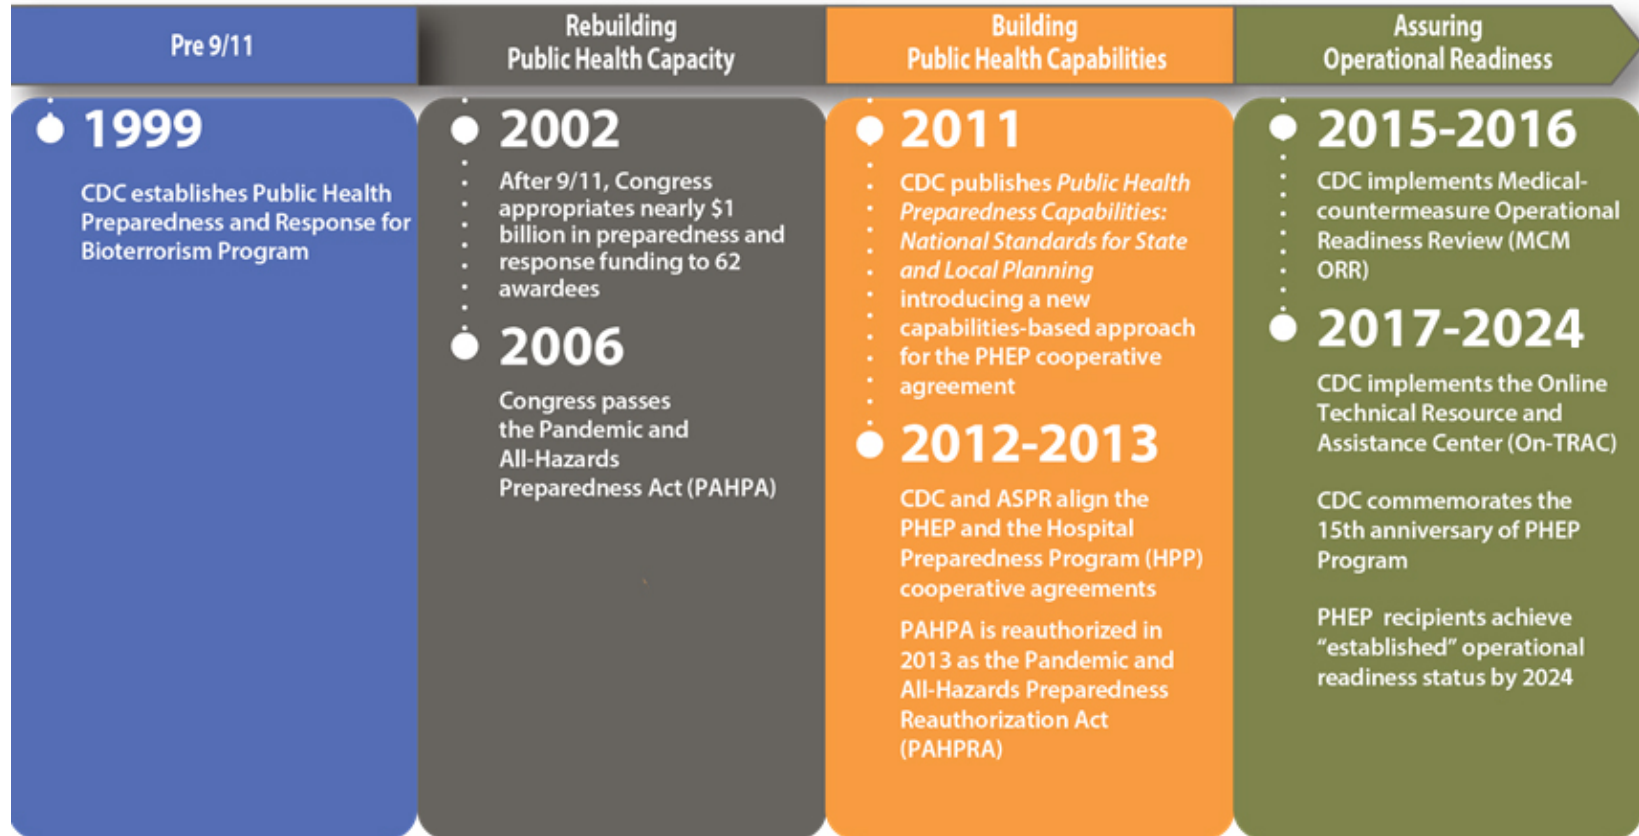 Pre 9/11
Rebuilding
Public Health Capacity
Building
Public Health Capabilities
Assuring
Operational Readiness
1999
CDC establishes Public Health
Preparedness and Response for
Bioterrorism Program
2002
After 9/11, Congress
appropriates nearly $1
billion in preparedness and
response funding to 62
awardees
2006
Congress passes
the Pandemic and
All-Hazards
Preparedness Act (PAHPA)
2011
CDC publishes Public Health
Preparedness Capabilities:
National Standards for State
and Local Planning
introducing a new
capabilities-based approach
for the PHEP cooperative
agreement
2012-2013
CDC and ASPR align the
PHEP and the Hospital
Preparedness Program (HPP)
cooperative agreements
PAHPA is reauthorized in
2013 as the Pandemic and
All-Hazards Preparedness
Reauthorization Act
(PAHPRA)
2015-2016
CDC implements Medical-
countermeasure Operational
Readiness Review (MCM
ORR)
2017-2024
CDC implements the Online
Technical Resource and
Assistance Center (On-TRAC)
CDC commemorates the
15th anniversary of PHEP
Program
PHEP  recipients achieve
“established” operational
readiness status by 2024